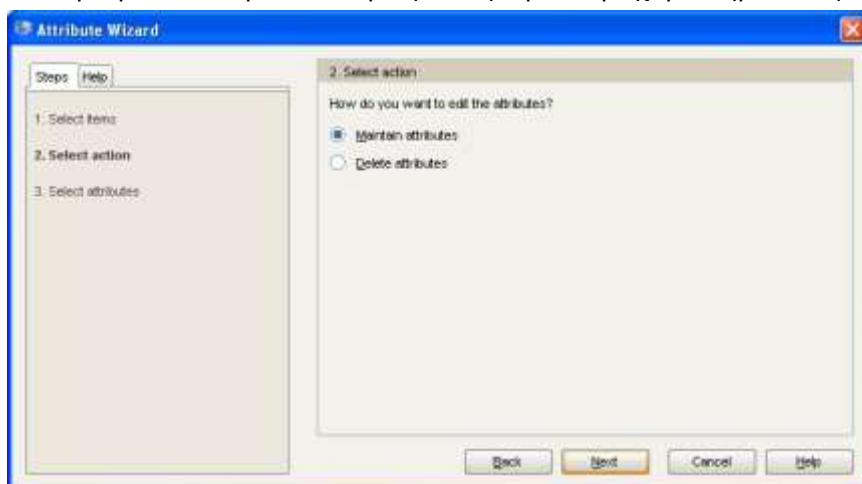 Attribute Wizard
Steps Help
1. Select items
2. Select action
3. Select attributes
2. Select action
How do you want to edit the attributes?
Maintain attributes
Delete attributes
Back Next Cancel Help